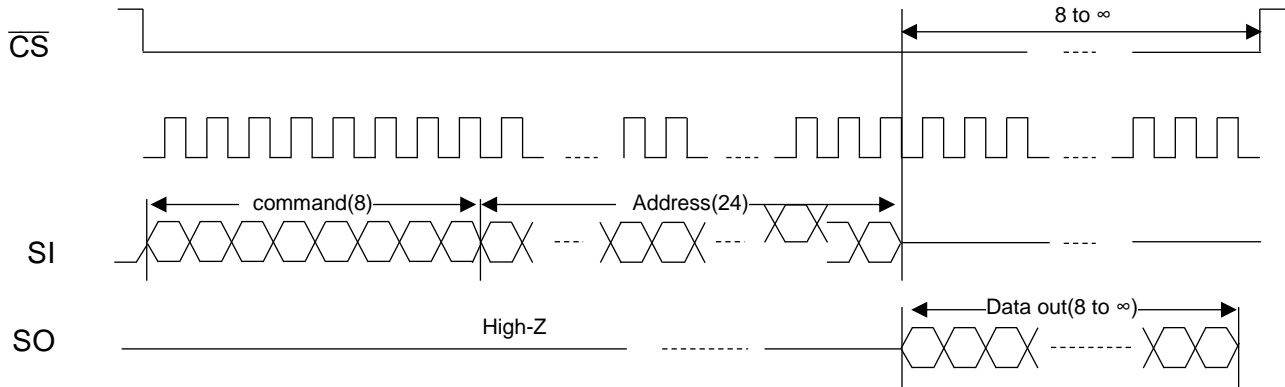 8 to ∞
CS
command(8)
Address(24)
SI
Data out(8 to ∞)
High-Z
SO